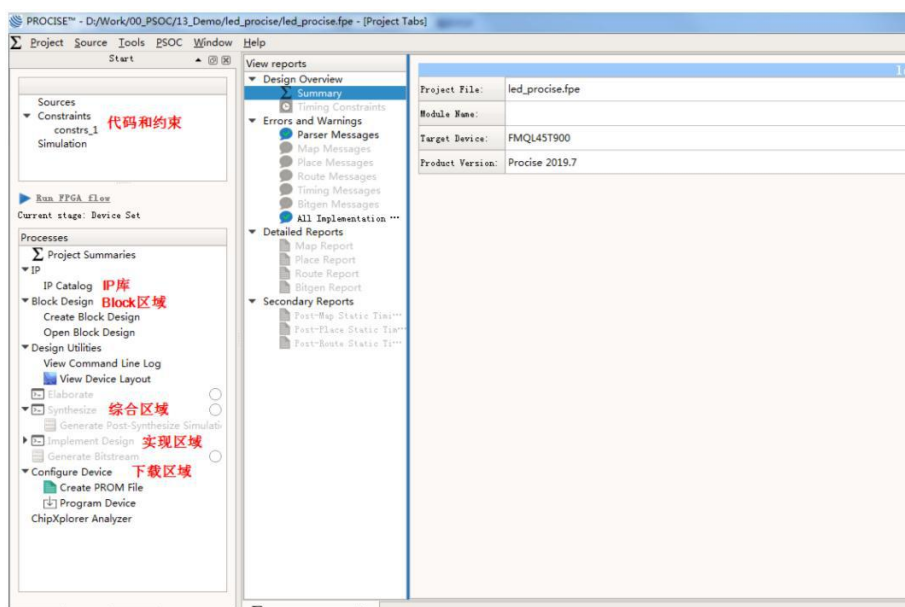 PROCISE™ - D:/Work/00_PSOC/13_Demo/led_procise/led_procise.fpe - [Project Tabs]
Project Source Tools PSOC Window Help
Start
Sources
Constraints
constrs_1
Simulation
代码和约束
Run FPGA flow
Current stage: Device Set
Processes
Project Summaries
IP
IP Catalog IP库
Block Design Block区域
Create Block Design
Open Block Design
Design Utilities
View Command Line Log
View Device Layout
Elaborate
Synthesize 综合区域
Generate Post-Synthesize Simulati
Implement Design 实现区域
Generate Bitstream
Configure Device 下载区域
Create PROM File
Program Device
ChipXplorer Analyzer
View reports
Design Overview
Summary
Timing Constraints
Errors and Warnings
Parser Messages
Map Messages
Place Messages
Route Messages
Timing Messages
Bitgen Messages
All Implementation ···
Detailed Reports
Map Report
Place Report
Route Report
Bitgen Report
Secondary Reports
Post-Map Static Timi···
Post-Place Static Tim···
Post-Route Static Ti···
Project File: led_procise.fpe
Module Name:
Target Device: FMQL45T900
Product Version: Procise 2019.7